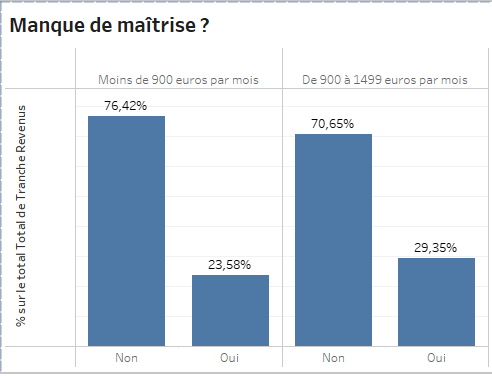 Manque de maîtrise ?
Moins de 900 euros par mois
De 900 à 1499 euros par mois
% sur le total Total de Tranche Revenus
76,42%
23,58%
70,65%
29,35%
Non
Oui
Non
Oui